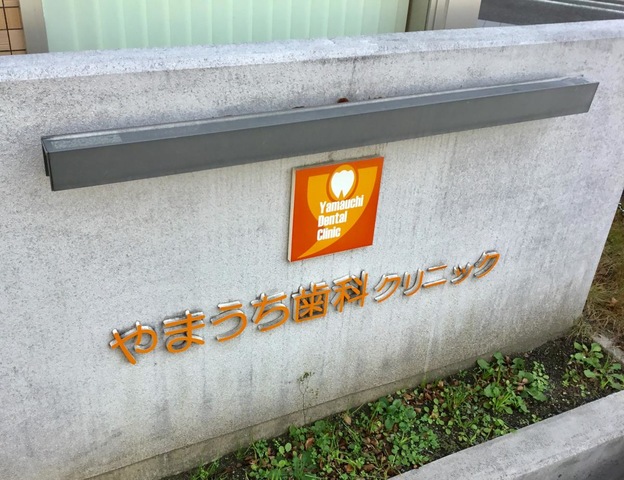 Yamauchi
Dental
Clinic
やまうち歯科クリニック